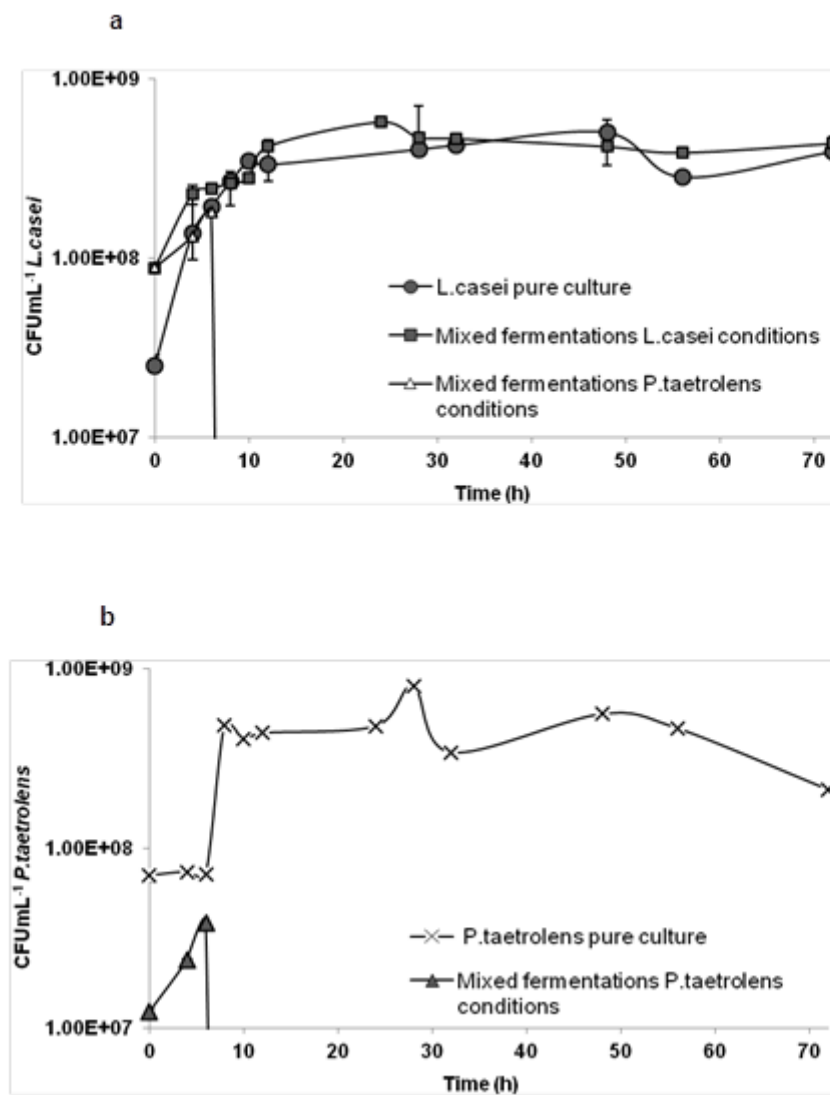 a
1.00E+09
1.00E+08
1.00E+07
CFUmL⁻¹ L.casei
L.casei pure culture
Mixed fermentations L.casei conditions
Mixed fermentations P.taetrolens
conditions
0 10 20 30 40 50 60 70
Time (h)
b
1.00E+09
1.00E+08
1.00E+07
CFUmL⁻¹ P.taetrolens
P.taetrolens pure culture
Mixed fermentations P.taetrolens
conditions
0 10 20 30 40 50 60 70
Time (h)